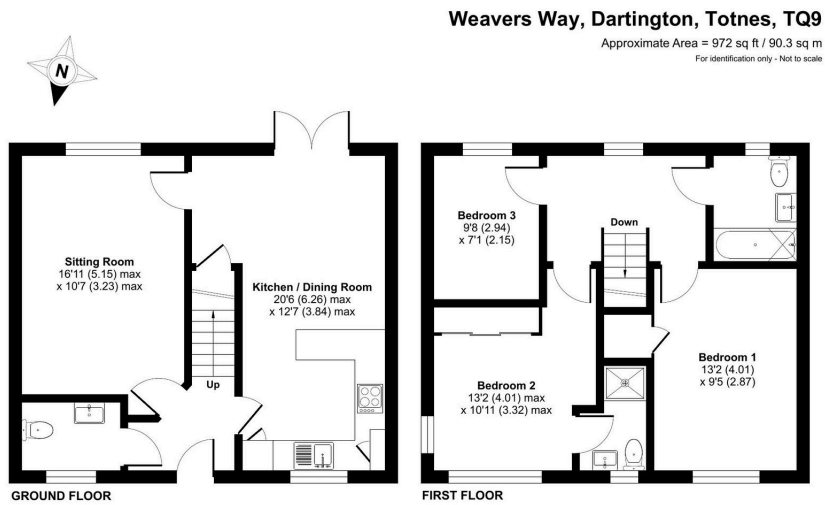 Weavers Way, Dartington, Totnes, TQ9
Approximate Area = 972 sq ft / 90.3 sq m
For identification only - Not to scale
N
Sitting Room
16'11 (5.15) max
x 10'7 (3.23) max
Kitchen / Dining Room
20'6 (6.26) max
x 12'7 (3.84) max
Up
GROUND FLOOR
Bedroom 3
9'8 (2.94)
x 7'1 (2.15)
Down
Bedroom 2
13'2 (4.01) max
x 10'11 (3.32) max
Bedroom 1
13'2 (4.01)
x 9'5 (2.87)
FIRST FLOOR